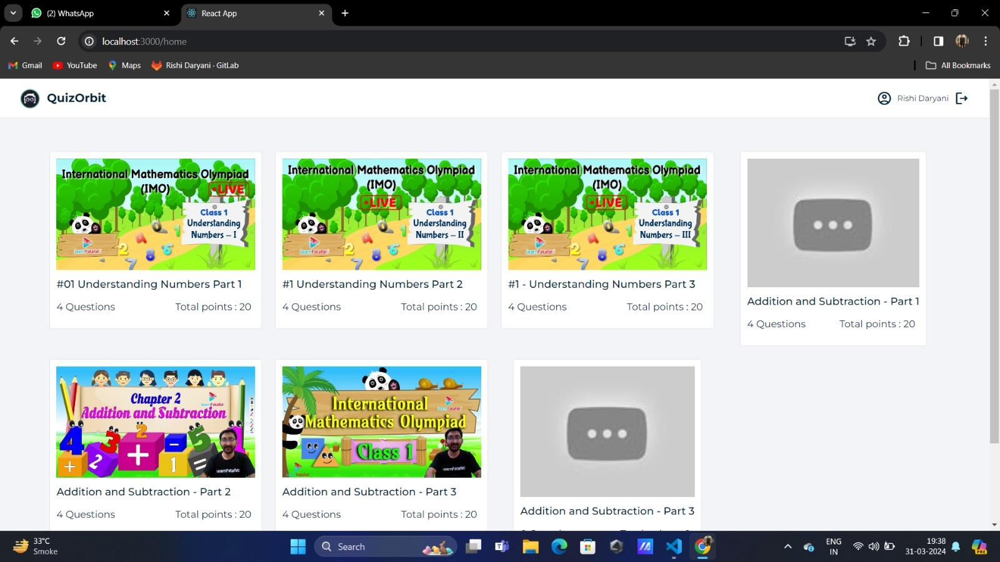 (2) WhatsApp
React App
localhost:3000/home
Gmail
YouTube
Maps
Rishi Daryani · GitLab
All Bookmarks
QuizOrbit
Rishi Daryani
International Mathematics Olympiad
(IMO)
•LIVE
Class 1
Understanding
Numbers – I
LearnFatafat!
#01 Understanding Numbers Part 1
4 Questions
Total points : 20
International Mathematics Olympiad
(IMO)
•LIVE
Class 1
Understanding
Numbers – II
LearnFatafat!
#1 Understanding Numbers Part 2
4 Questions
Total points : 20
International Mathematics Olympiad
(IMO)
•LIVE
Class 1
Understanding
Numbers – III
LearnFatafat!
#1 - Understanding Numbers Part 3
4 Questions
Total points : 20
Addition and Subtraction - Part 1
4 Questions
Total points : 20
Chapter 2
LearnFatafat!
Addition and Subtraction
LearnFatafat!
Addition and Subtraction - Part 2
4 Questions
Total points : 20
International
Mathematics Olympiad
Class 1
LearnFatafat!
Addition and Subtraction - Part 3
4 Questions
Total points : 20
Addition and Subtraction - Part 3
33°C
Smoke
Search
ENG
IN
19:38
31-03-2024
PRE